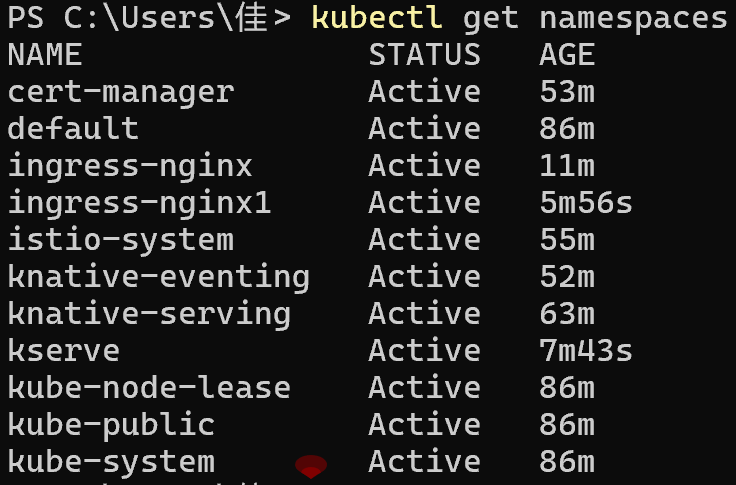 PS C:\Users\佳> kubectl get namespaces
NAME STATUS AGE
cert-manager Active 53m
default Active 86m
ingress-nginx Active 11m
ingress-nginx1 Active 5m56s
istio-system Active 55m
knative-eventing Active 52m
knative-serving Active 63m
kserve Active 7m43s
kube-node-lease Active 86m
kube-public Active 86m
kube-system Active 86m